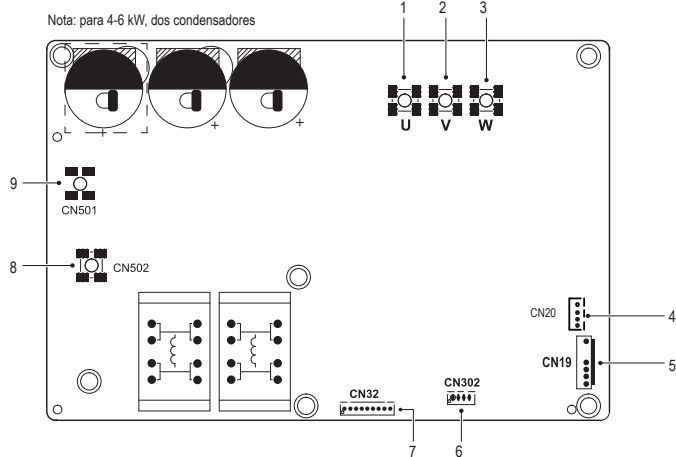 Nota: para 4-6 kW, dos condensadores
1 2 3
+ + +
U V W
9
CN501
8 CN502
CN20 4
CN19 5
CN32 CN302
7 6